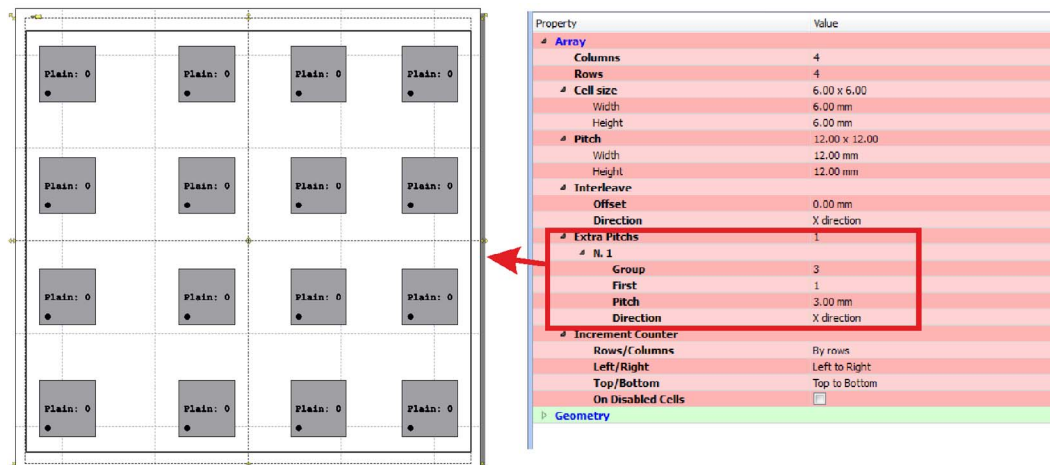 Plain: 0 Plain: 0 Plain: 0 Plain: 0
Plain: 0 Plain: 0 Plain: 0 Plain: 0
Plain: 0 Plain: 0 Plain: 0 Plain: 0
Plain: 0 Plain: 0 Plain: 0 Plain: 0
Property Value
Array
Columns 4
Rows 4
Cell size 6.00 x 6.00
Width 6.00 mm
Height 6.00 mm
Pitch 12.00 x 12.00
Width 12.00 mm
Height 12.00 mm
Interleave
Offset 0.00 mm
Direction X direction
Extra Pitchs 1
N. 1
Group 3
First 1
Pitch 3.00 mm
Direction X direction
Increment Counter
Rows/Columns By rows
Left/Right Left to Right
Top/Bottom Top to Bottom
On Disabled Cells
Geometry